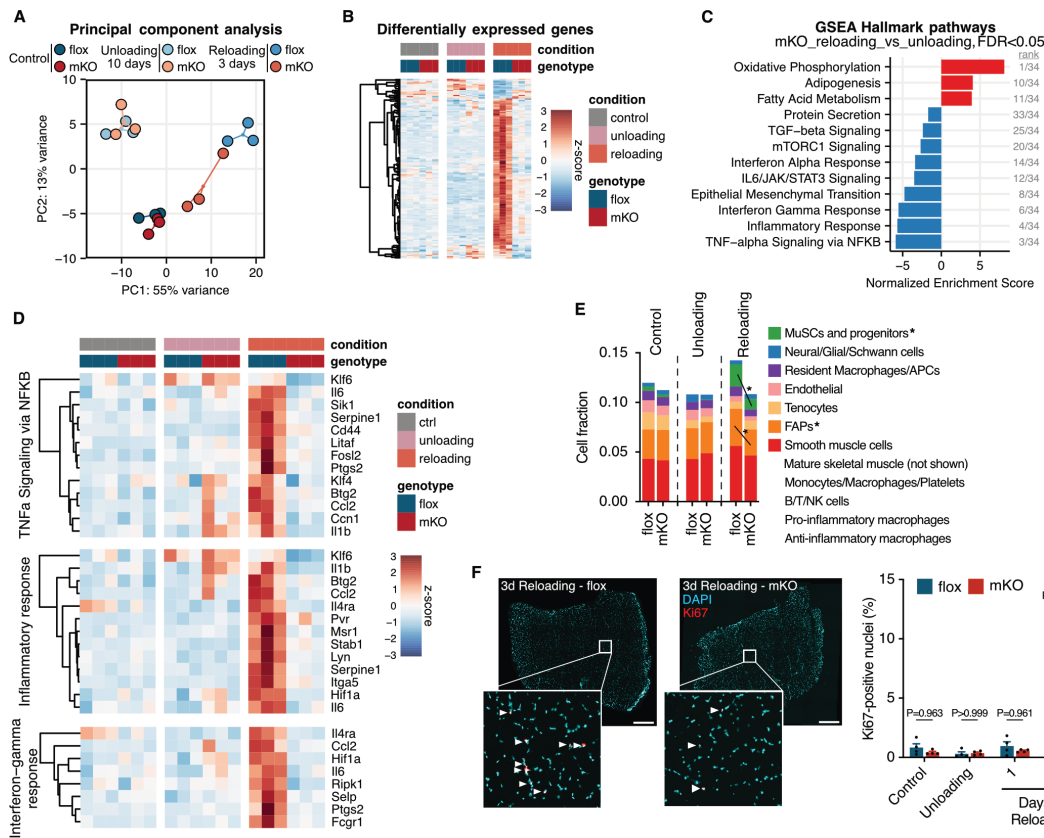 A
Principal component analysis
Control
flox
mKO
Unloading
10 days
flox
mKO
Reloading
3 days
flox
mKO
10
5
0
−5
−10
PC2: 13% variance
−10
0
10
20
PC1: 55% variance
B
Differentially expressed genes
condition
genotype
3
2
1
0
−1
−2
−3
z-score
condition
control
unloading
reloading
genotype
flox
mKO
C
GSEA Hallmark pathways
mKO_reloading_vs_unloading, FDR<0.05
rank
Oxidative Phosphorylation
1/34
Adipogenesis
10/34
Fatty Acid Metabolism
11/34
Protein Secretion
33/34
TGF−beta Signaling
25/34
mTORC1 Signaling
20/34
Interferon Alpha Response
14/34
IL6/JAK/STAT3 Signaling
12/34
Epithelial Mesenchymal Transition
8/34
Interferon Gamma Response
6/34
Inflammatory Response
4/34
TNF−alpha Signaling via NFKB
3/34
−5
0
5
Normalized Enrichment Score
D
condition
genotype
TNFa Signaling via NFKB
Klf6
Il6
Sik1
Serpine1
Cd44
Litaf
Fosl2
Ptgs2
Klf4
Btg2
Ccl2
Ccn1
Il1b
Inflammatory response
Klf6
Il1b
Btg2
Ccl2
Il4ra
Pvr
Msr1
Stab1
Lyn
Serpine1
Itga5
Hif1a
Il6
Interferon−gamma
response
Il4ra
Ccl2
Hif1a
Il6
Ripk1
Selp
Ptgs2
Fcgr1
condition
ctrl
unloading
reloading
genotype
flox
mKO
3
2
1
0
−1
−2
−3
z-score
E
Control
Unloading
Reloading
0.15
0.10
0.05
0.00
Cell fraction
*
*
flox
mKO
flox
mKO
flox
mKO
MuSCs and progenitors*
Neural/Glial/Schwann cells
Resident Macrophages/APCs
Endothelial
Tenocytes
FAPs*
Smooth muscle cells
Mature skeletal muscle (not shown)
Monocytes/Macrophages/Platelets
B/T/NK cells
Pro-inflammatory macrophages
Anti-inflammatory macrophages
F
3d Reloading - flox
3d Reloading - mKO
DAPI
Ki67
flox
mKO
15
10
5
0
Ki67-positive nuclei (%)
P=0.963
P>0.999
P=0.961
Control
Unloading
1
Day
Reloa